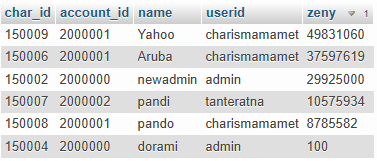 char_id account_id name userid zeny 1
150009 2000001 Yahoo charismamamet 49831060
150006 2000001 Aruba charismamamet 37597619
150002 2000000 newadmin admin 29925000
150007 2000002 pandi tanteratna 10575934
150008 2000001 pando charismamamet 8785582
150004 2000000 dorami admin 100